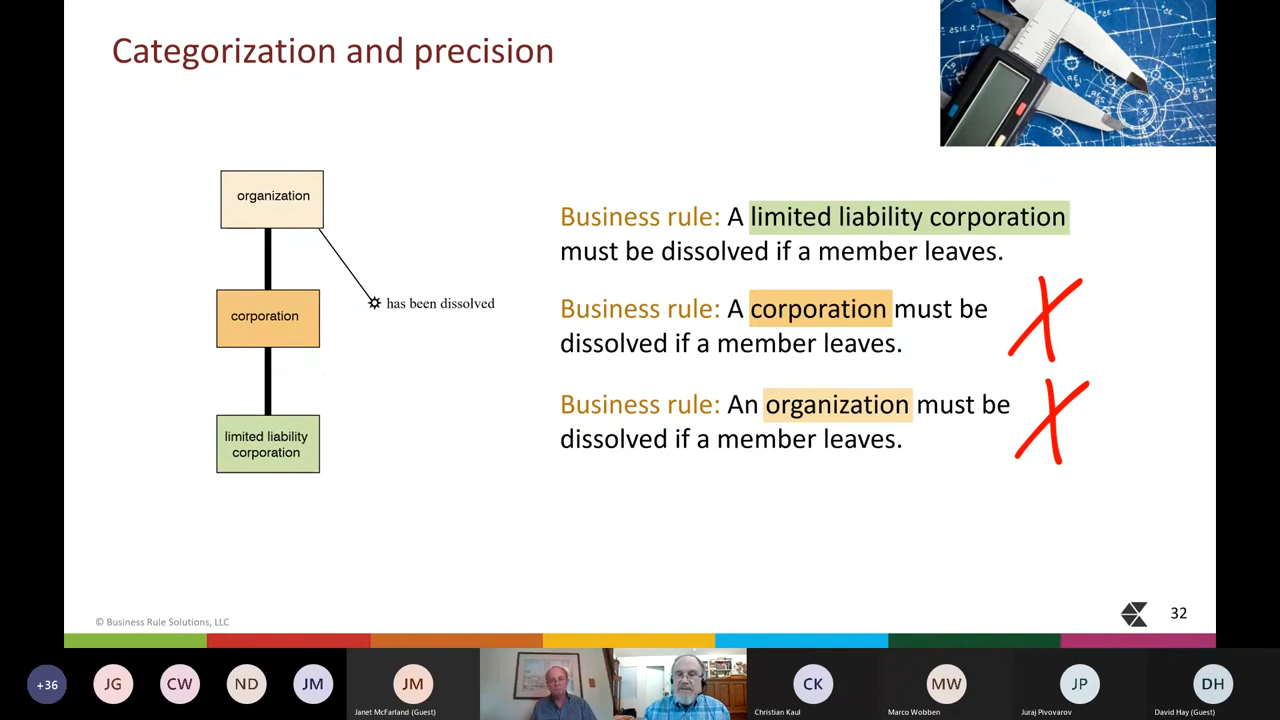 Categorization and precision
organization
has been dissolved
corporation
limited liability
corporation
Business rule: A limited liability corporation
must be dissolved if a member leaves.
Business rule: A corporation must be
dissolved if a member leaves.
Business rule: An organization must be
dissolved if a member leaves.
© Business Rule Solutions, LLC
32
+36
JG
CW
ND
JM
JM
Janet McFarland (Guest)
CK
Christian Kaul
MW
Marco Wobben
JP
Juraj Pivovarov
DH
David Hay (Guest)